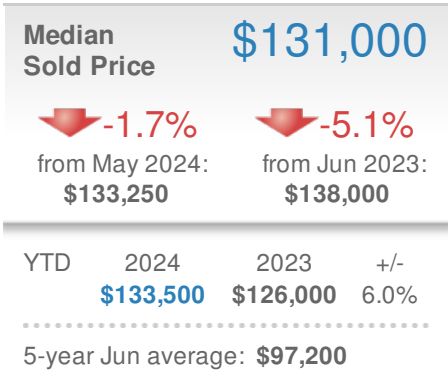 Median $131,000
Sold Price
-1.7% -5.1%
from May 2024: from Jun 2023:
$133,250 $138,000
YTD 2024 2023 +/-
$133,500 $126,000 6.0%
5-year Jun average: $97,200